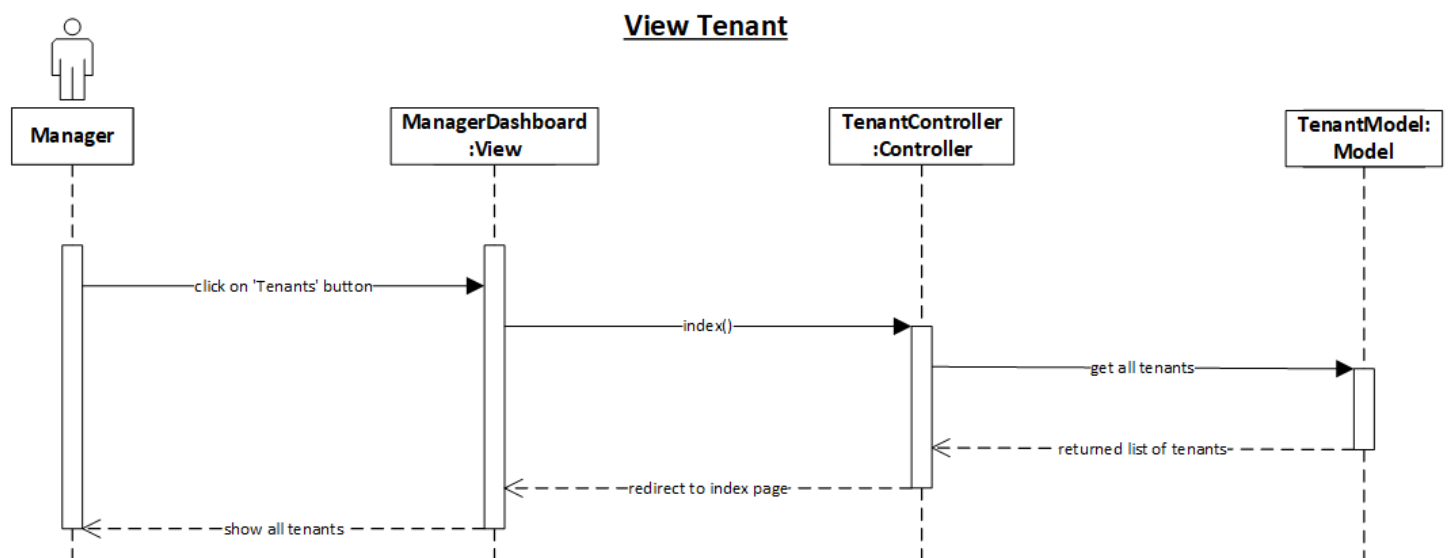 View Tenant
Manager
ManagerDashboard
:View
TenantController
:Controller
TenantModel:
Model
click on 'Tenants' button
index()
get all tenants
returned list of tenants
redirect to index page
show all tenants